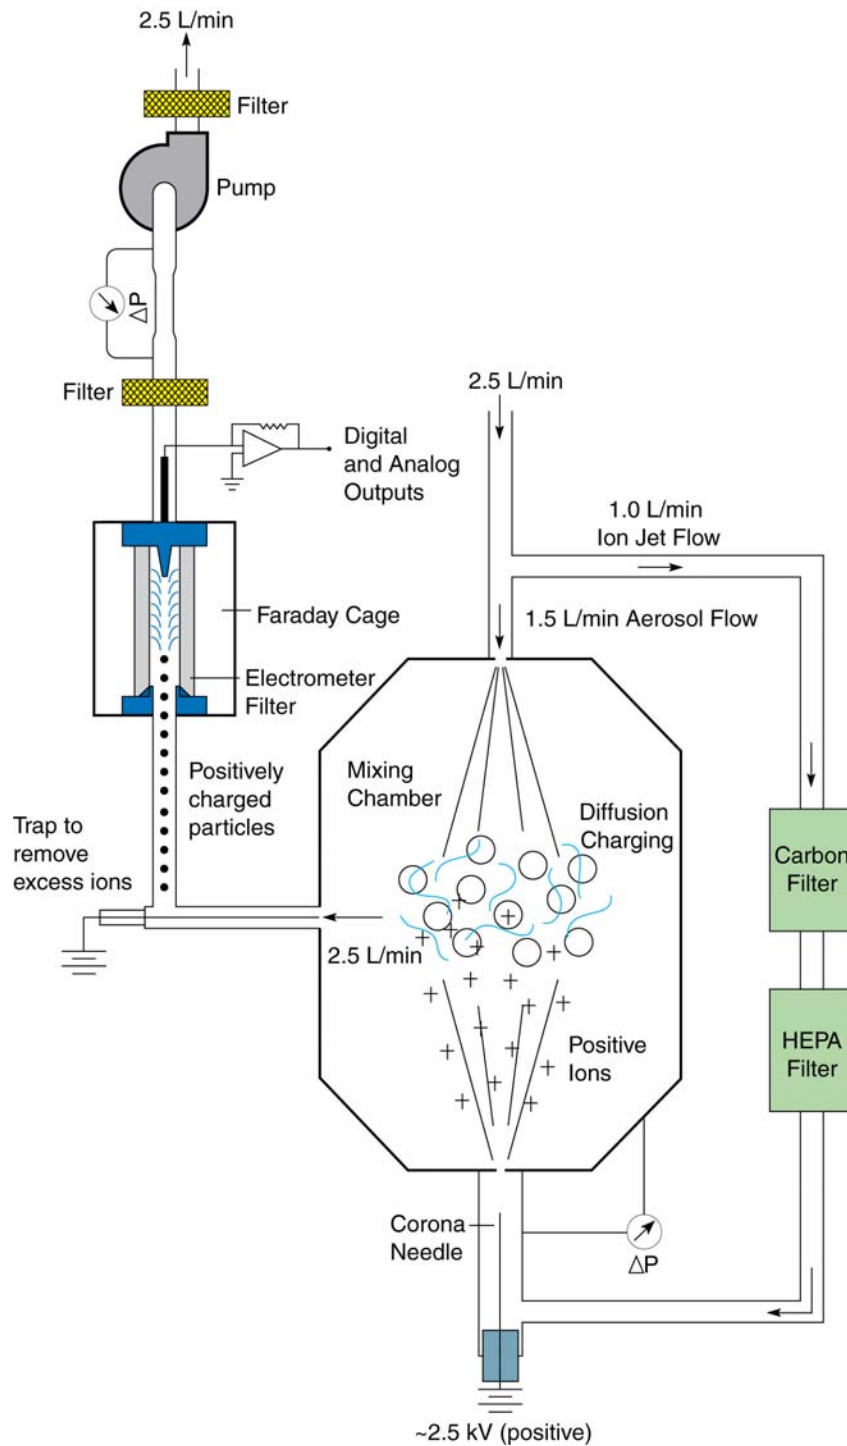 2.5 L/min
Filter
Pump
ΔP
Filter
Digital
and Analog
Outputs
Faraday Cage
Electrometer
Filter
Positively
charged
particles
Trap to
remove
excess ions
2.5 L/min
1.0 L/min
Ion Jet Flow
1.5 L/min Aerosol Flow
Mixing
Chamber
Diffusion
Charging
2.5 L/min
Positive
Ions
Carbon
Filter
HEPA
Filter
Corona
Needle
ΔP
~2.5 kV (positive)